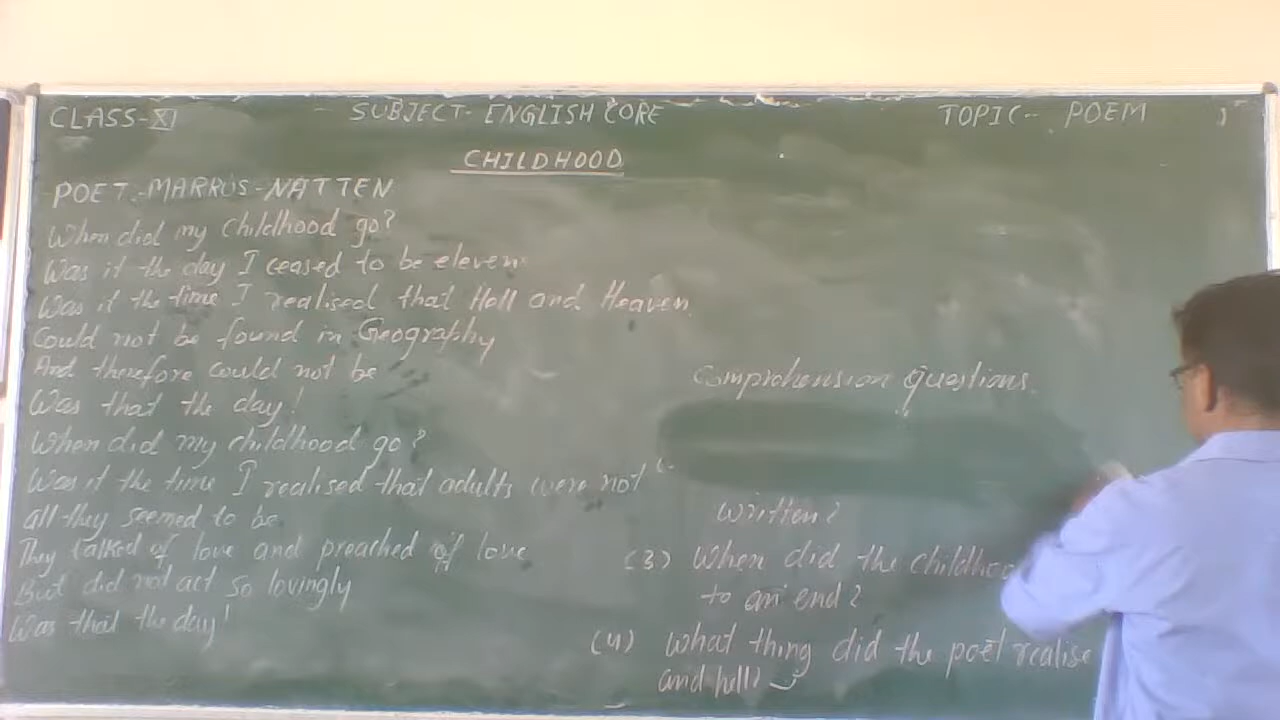 CLASS-XI SUBJECT-ENGLISH CORE TOPIC- POEM
CHILDHOOD
POET-MARRUS-NATTEN
When did my childhood go?
Was it the day I ceased to be eleven
Was it the time I realised that Hell and Heaven.
Could not be found in Geography
And therefore could not be
Was that the day!
When did my childhood go?
Was it the time I realised that adults were not
all they seemed to be.
They talked of love and preached of love
But did not act so lovingly
Was that the day!
Comprehension questions.
written?
(3) When did the
to an end?
(4) What thing did the poet realise
and hell?